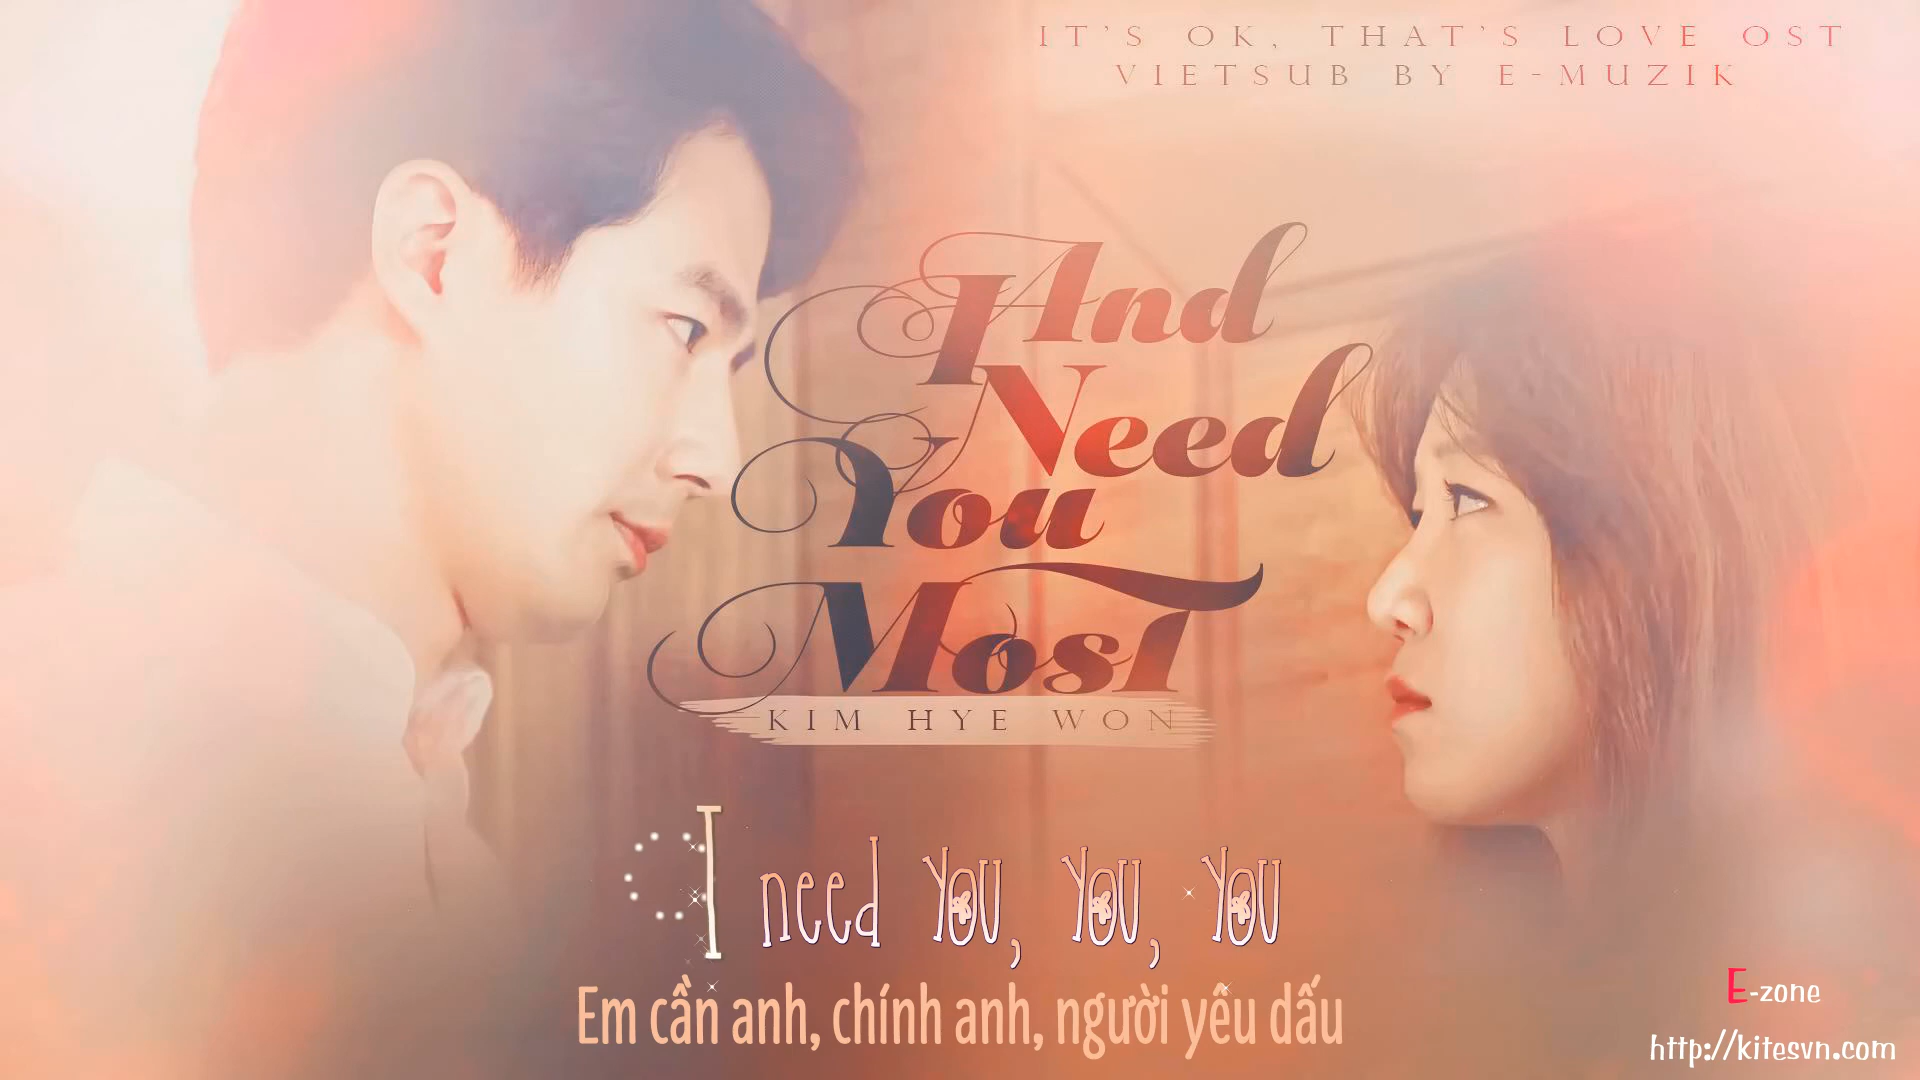 IT'S OK, THAT'S LOVE OST
VIETSUB BY E-MUZIK
And
I Need
You
Most
KIM HYE WON
I need you, you, you
Em cần anh, chính anh, người yêu dấu
E-zone
http://kitesvn.com